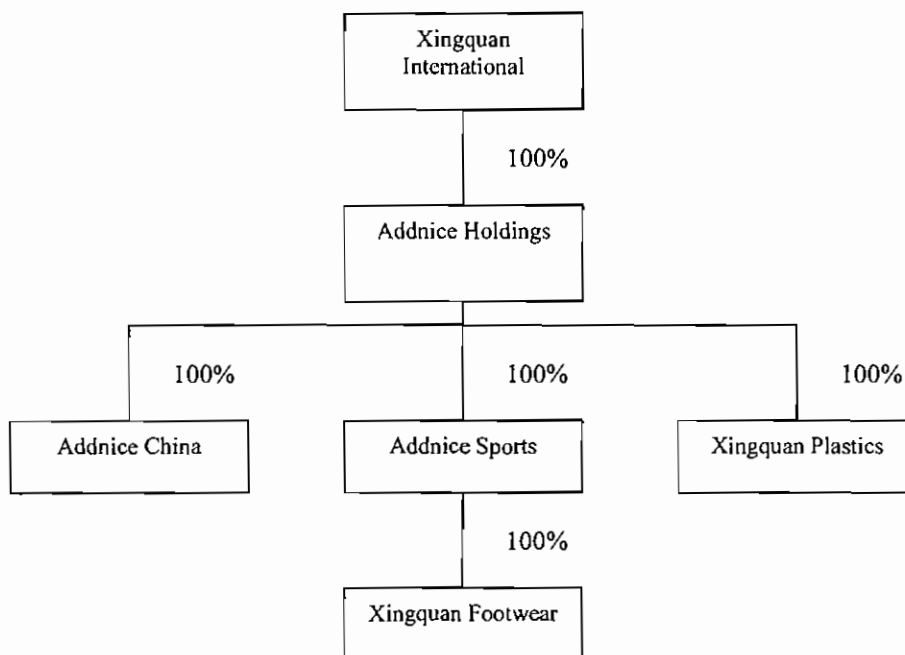 Xingquan
International
100%
Addnice Holdings
100%
100%
100%
Addnice China
Addnice Sports
Xingquan Plastics
100%
Xingquan Footwear